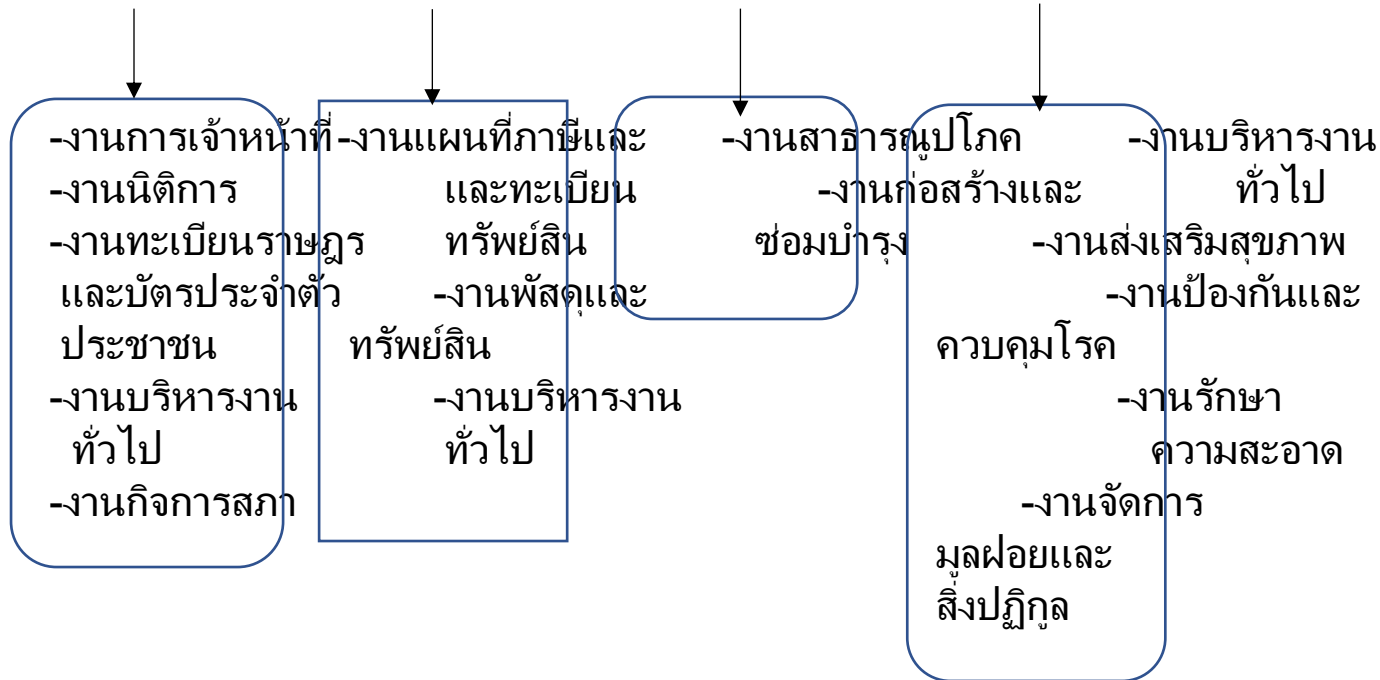 -งานการเจ้าหน้าที่ -งานแผนที่ภาษีและ -งานสาธารณูปโภค -งานบริหารงาน
-งานนิติการ และทะเบียน -งานก่อสร้างและ ทั่วไป
-งานทะเบียนราษฎร ทรัพย์สิน ซ่อมบำรุง -งานส่งเสริมสุขภาพ
และบัตรประจำตัว -งานพัสดุและ -งานป้องกันและ
ประชาชน ทรัพย์สิน ควบคุมโรค
-งานบริหารงาน -งานบริหารงาน -งานรักษา
ทั่วไป ทั่วไป ความสะอาด
-งานกิจการสภา -งานจัดการ
มูลฝอยและ
สิ่งปฏิกูล